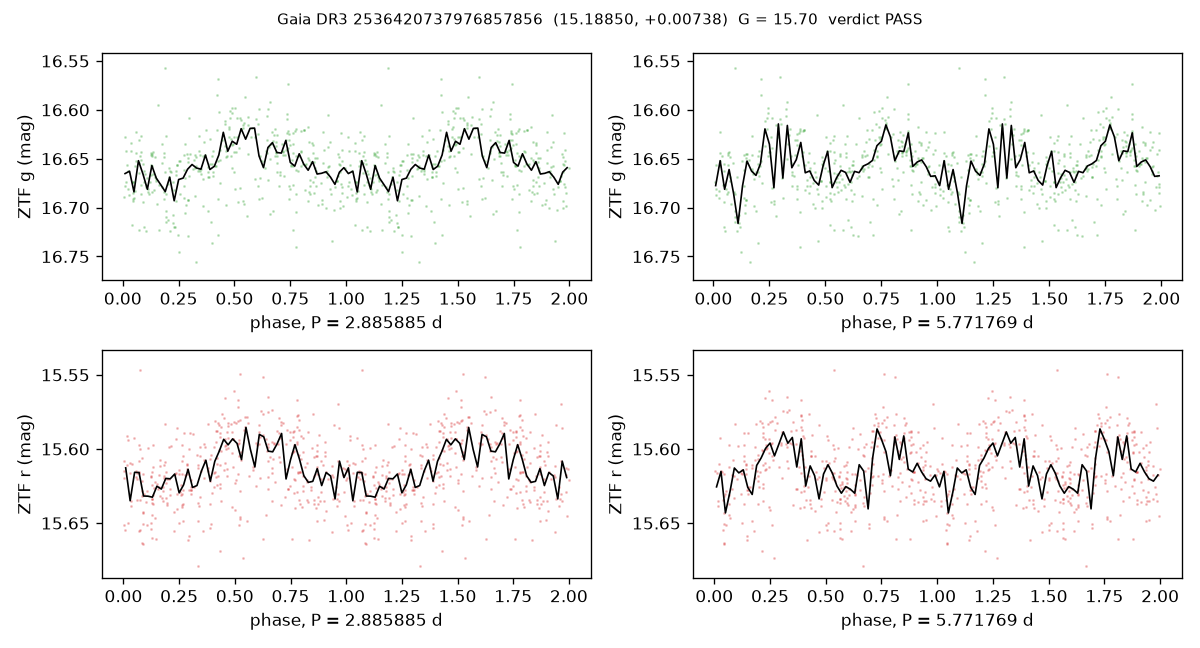 Gaia DR3 2536420737976857856 (15.18850, +0.00738) G = 15.70 verdict PASS
16.55
16.60
16.65
16.70
16.75
ZTF g (mag)
0.00 0.25 0.50 0.75 1.00 1.25 1.50 1.75 2.00
phase, P = 2.885885 d
16.55
16.60
16.65
16.70
16.75
ZTF g (mag)
0.00 0.25 0.50 0.75 1.00 1.25 1.50 1.75 2.00
phase, P = 5.771769 d
15.55
15.60
15.65
ZTF r (mag)
0.00 0.25 0.50 0.75 1.00 1.25 1.50 1.75 2.00
phase, P = 2.885885 d
15.55
15.60
15.65
ZTF r (mag)
0.00 0.25 0.50 0.75 1.00 1.25 1.50 1.75 2.00
phase, P = 5.771769 d